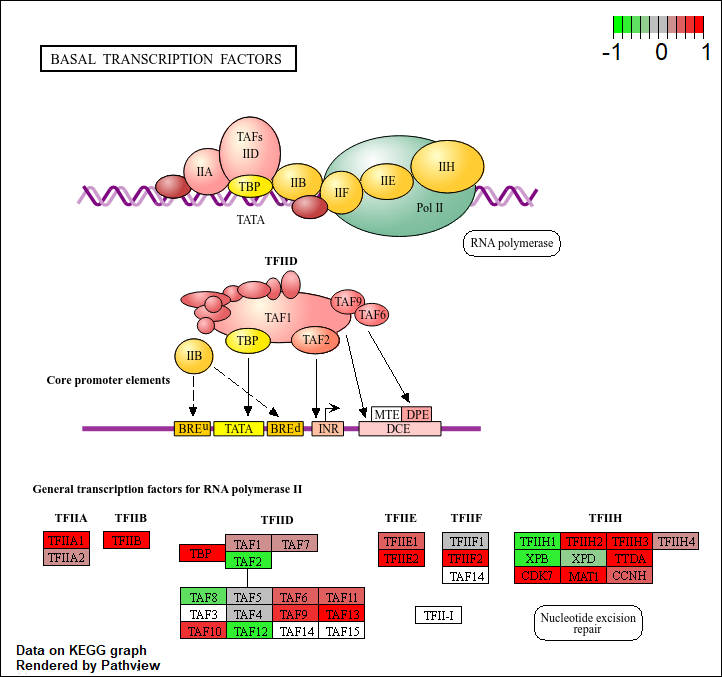 -1 0 1
BASAL TRANSCRIPTION FACTORS
TAFs
IID
IIA
TBP
IIB
IIF
IIE
IIH
Pol II
TATA
RNA polymerase
TFIID
TAF9
TAF6
TAF1
TBP
TAF2
IIB
Core promoter elements
MTE DPE
BREu TATA BREd INR DCE
General transcription factors for RNA polymerase II
TFIIA TFIIB TFIID TFIIE TFIIF TFIIH
TFIIA1 TFIIB TAF1 TAF7 TFIIE1 TFIIF1 TFIIH1 TFIIH2 TFIIH3 TFIIH4
TFIIA2 TBP TAF2 TFIIE2 TFIIF2 XPB XPD TTDA
TAF14 CDK7 MAT1 CCNH
TAF8 TAF5 TAF6 TAF11
TAF3 TAF4 TAF9 TAF13
TAF10 TAF12 TAF14 TAF15
TFII-I
Nucleotide excision
repair
Data on KEGG graph
Rendered by Pathview